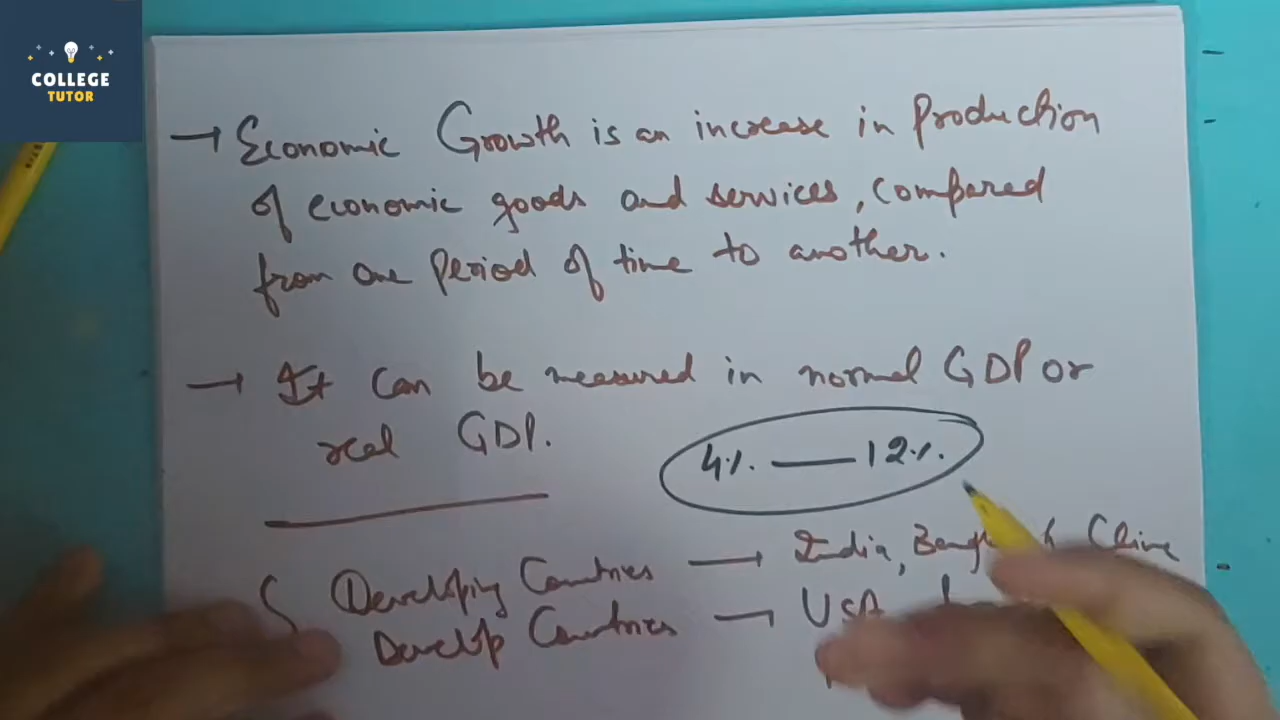 COLLEGE
TUTOR
→ Economic Growth is an increase in Production
of economic goods and services, compared
from one Period of time to another.
→ It can be measured in normal GDP or
real GDP.
4% — 12%.
Developing Countries → India, China
Develop Countries → USA